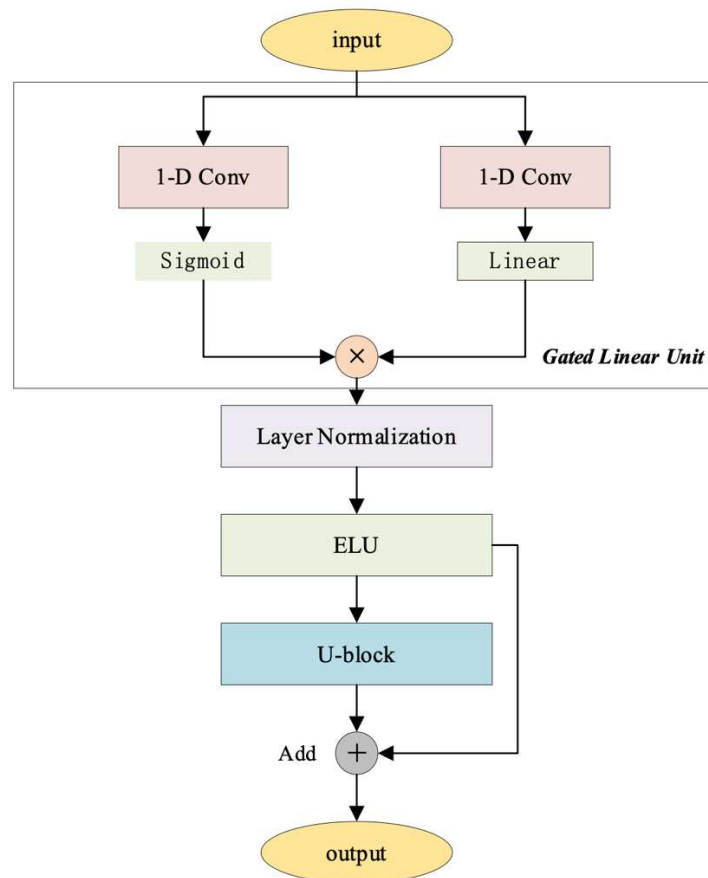 input
1-D Conv
1-D Conv
Sigmoid
Linear
×
Gated Linear Unit
Layer Normalization
ELU
U-block
Add
+
output